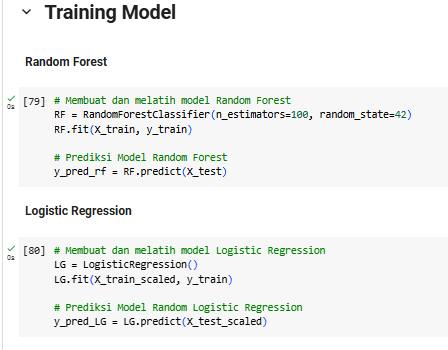 Training Model
Random Forest
[79] # Membuat dan melatih model Random Forest
0s RF = RandomForestClassifier(n_estimators=100, random_state=42)
RF.fit(X_train, y_train)
# Prediksi Model Random Forest
y_pred_rf = RF.predict(X_test)
Logistic Regression
[80] # Membuat dan melatih model Logistic Regression
0s LG = LogisticRegression()
LG.fit(X_train_scaled, y_train)
# Prediksi Model Random Logistic Regression
y_pred_LG = LG.predict(X_test_scaled)